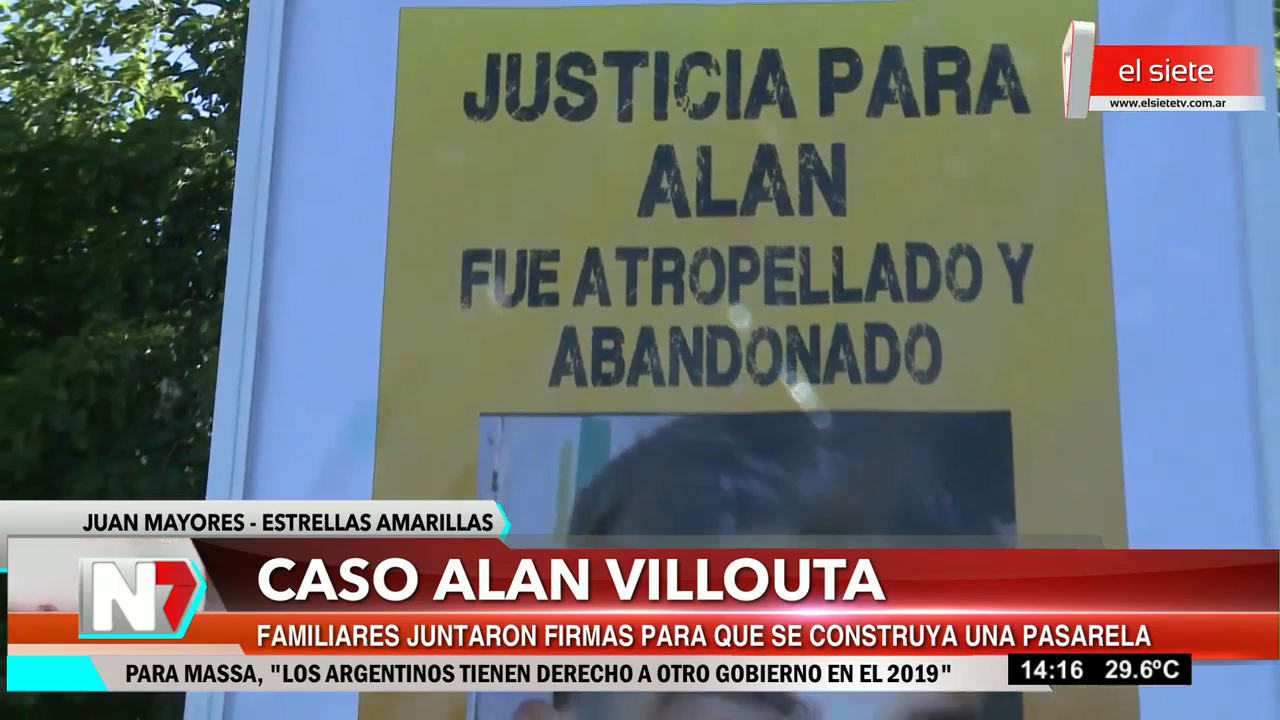 JUSTICIA PARA
ALAN
FUE ATROPELLADO Y
ABANDONADO
el siete
www.elsietetv.com.ar
JUAN MAYORES - ESTRELLAS AMARILLAS
N7
CASO ALAN VILLOUTA
FAMILIARES JUNTARON FIRMAS PARA QUE SE CONSTRUYA UNA PASARELA
PARA MASSA, "LOS ARGENTINOS TIENEN DERECHO A OTRO GOBIERNO EN EL 2019"
14:16 29.6ºC